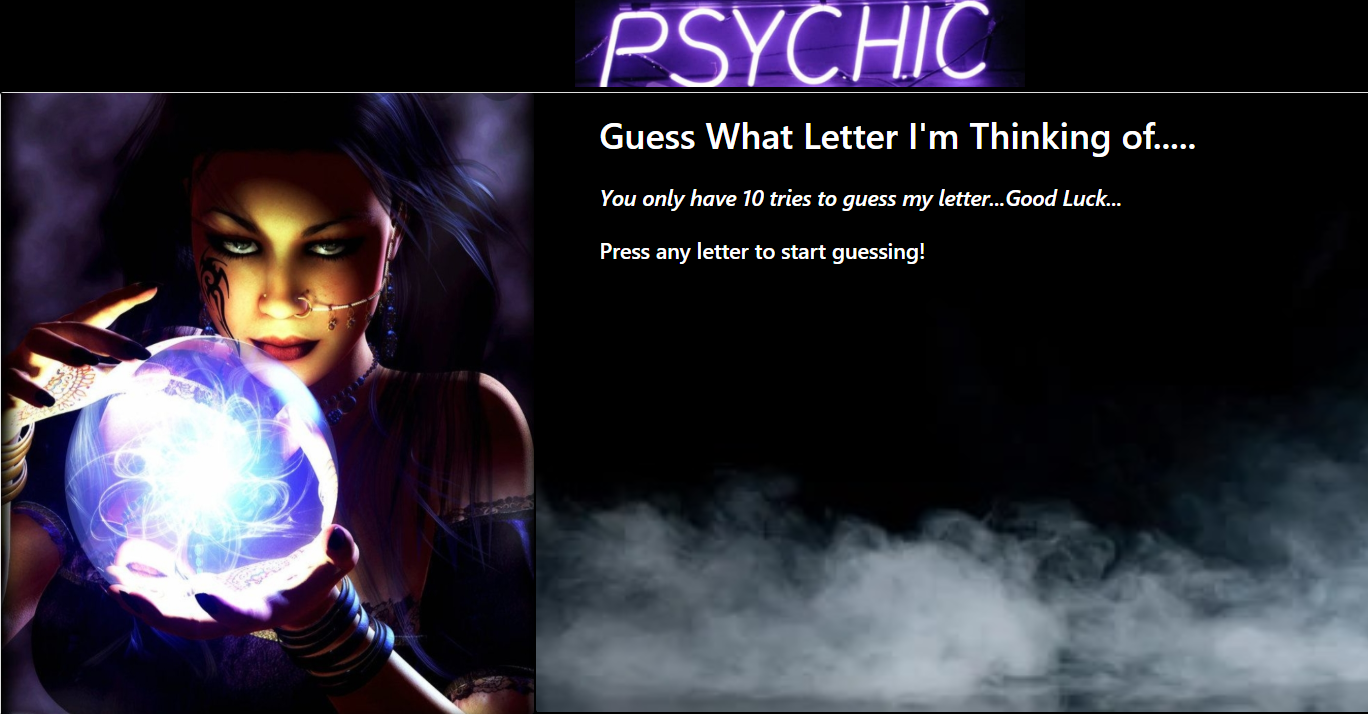 PSYCHIC
Guess What Letter I'm Thinking of.....
You only have 10 tries to guess my letter...Good Luck...
Press any letter to start guessing!